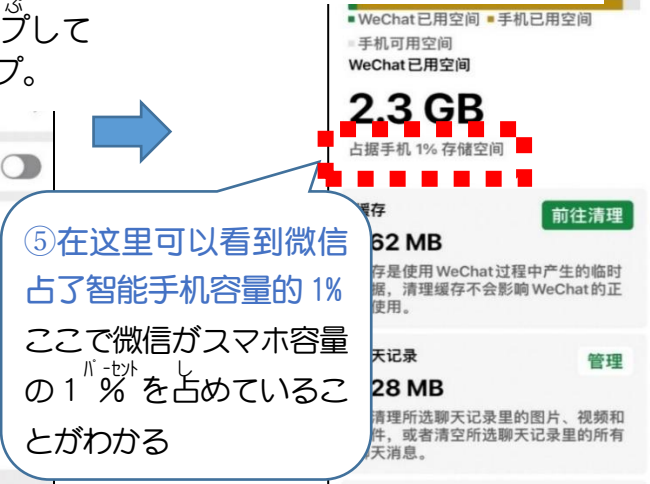 プして
プ。
⑤在这里可以看到微信
占了智能手机容量的 1%
ここで微信がスマホ容量
の 1 % を占めているこ
とがわかる
パーセント
し
WeChat已用空间 手机已用空间
手机可用空间
WeChat已用空间
2.3 GB
占据手机 1% 存储空间
缓存
前往清理
62 MB
存是使用 WeChat 过程中产生的临时
据，清理缓存不会影响 WeChat 的正
使用。
天记录
管理
28 MB
清理所选聊天记录里的图片、视频和
件，或者清空所选聊天记录里的所有
天消息。